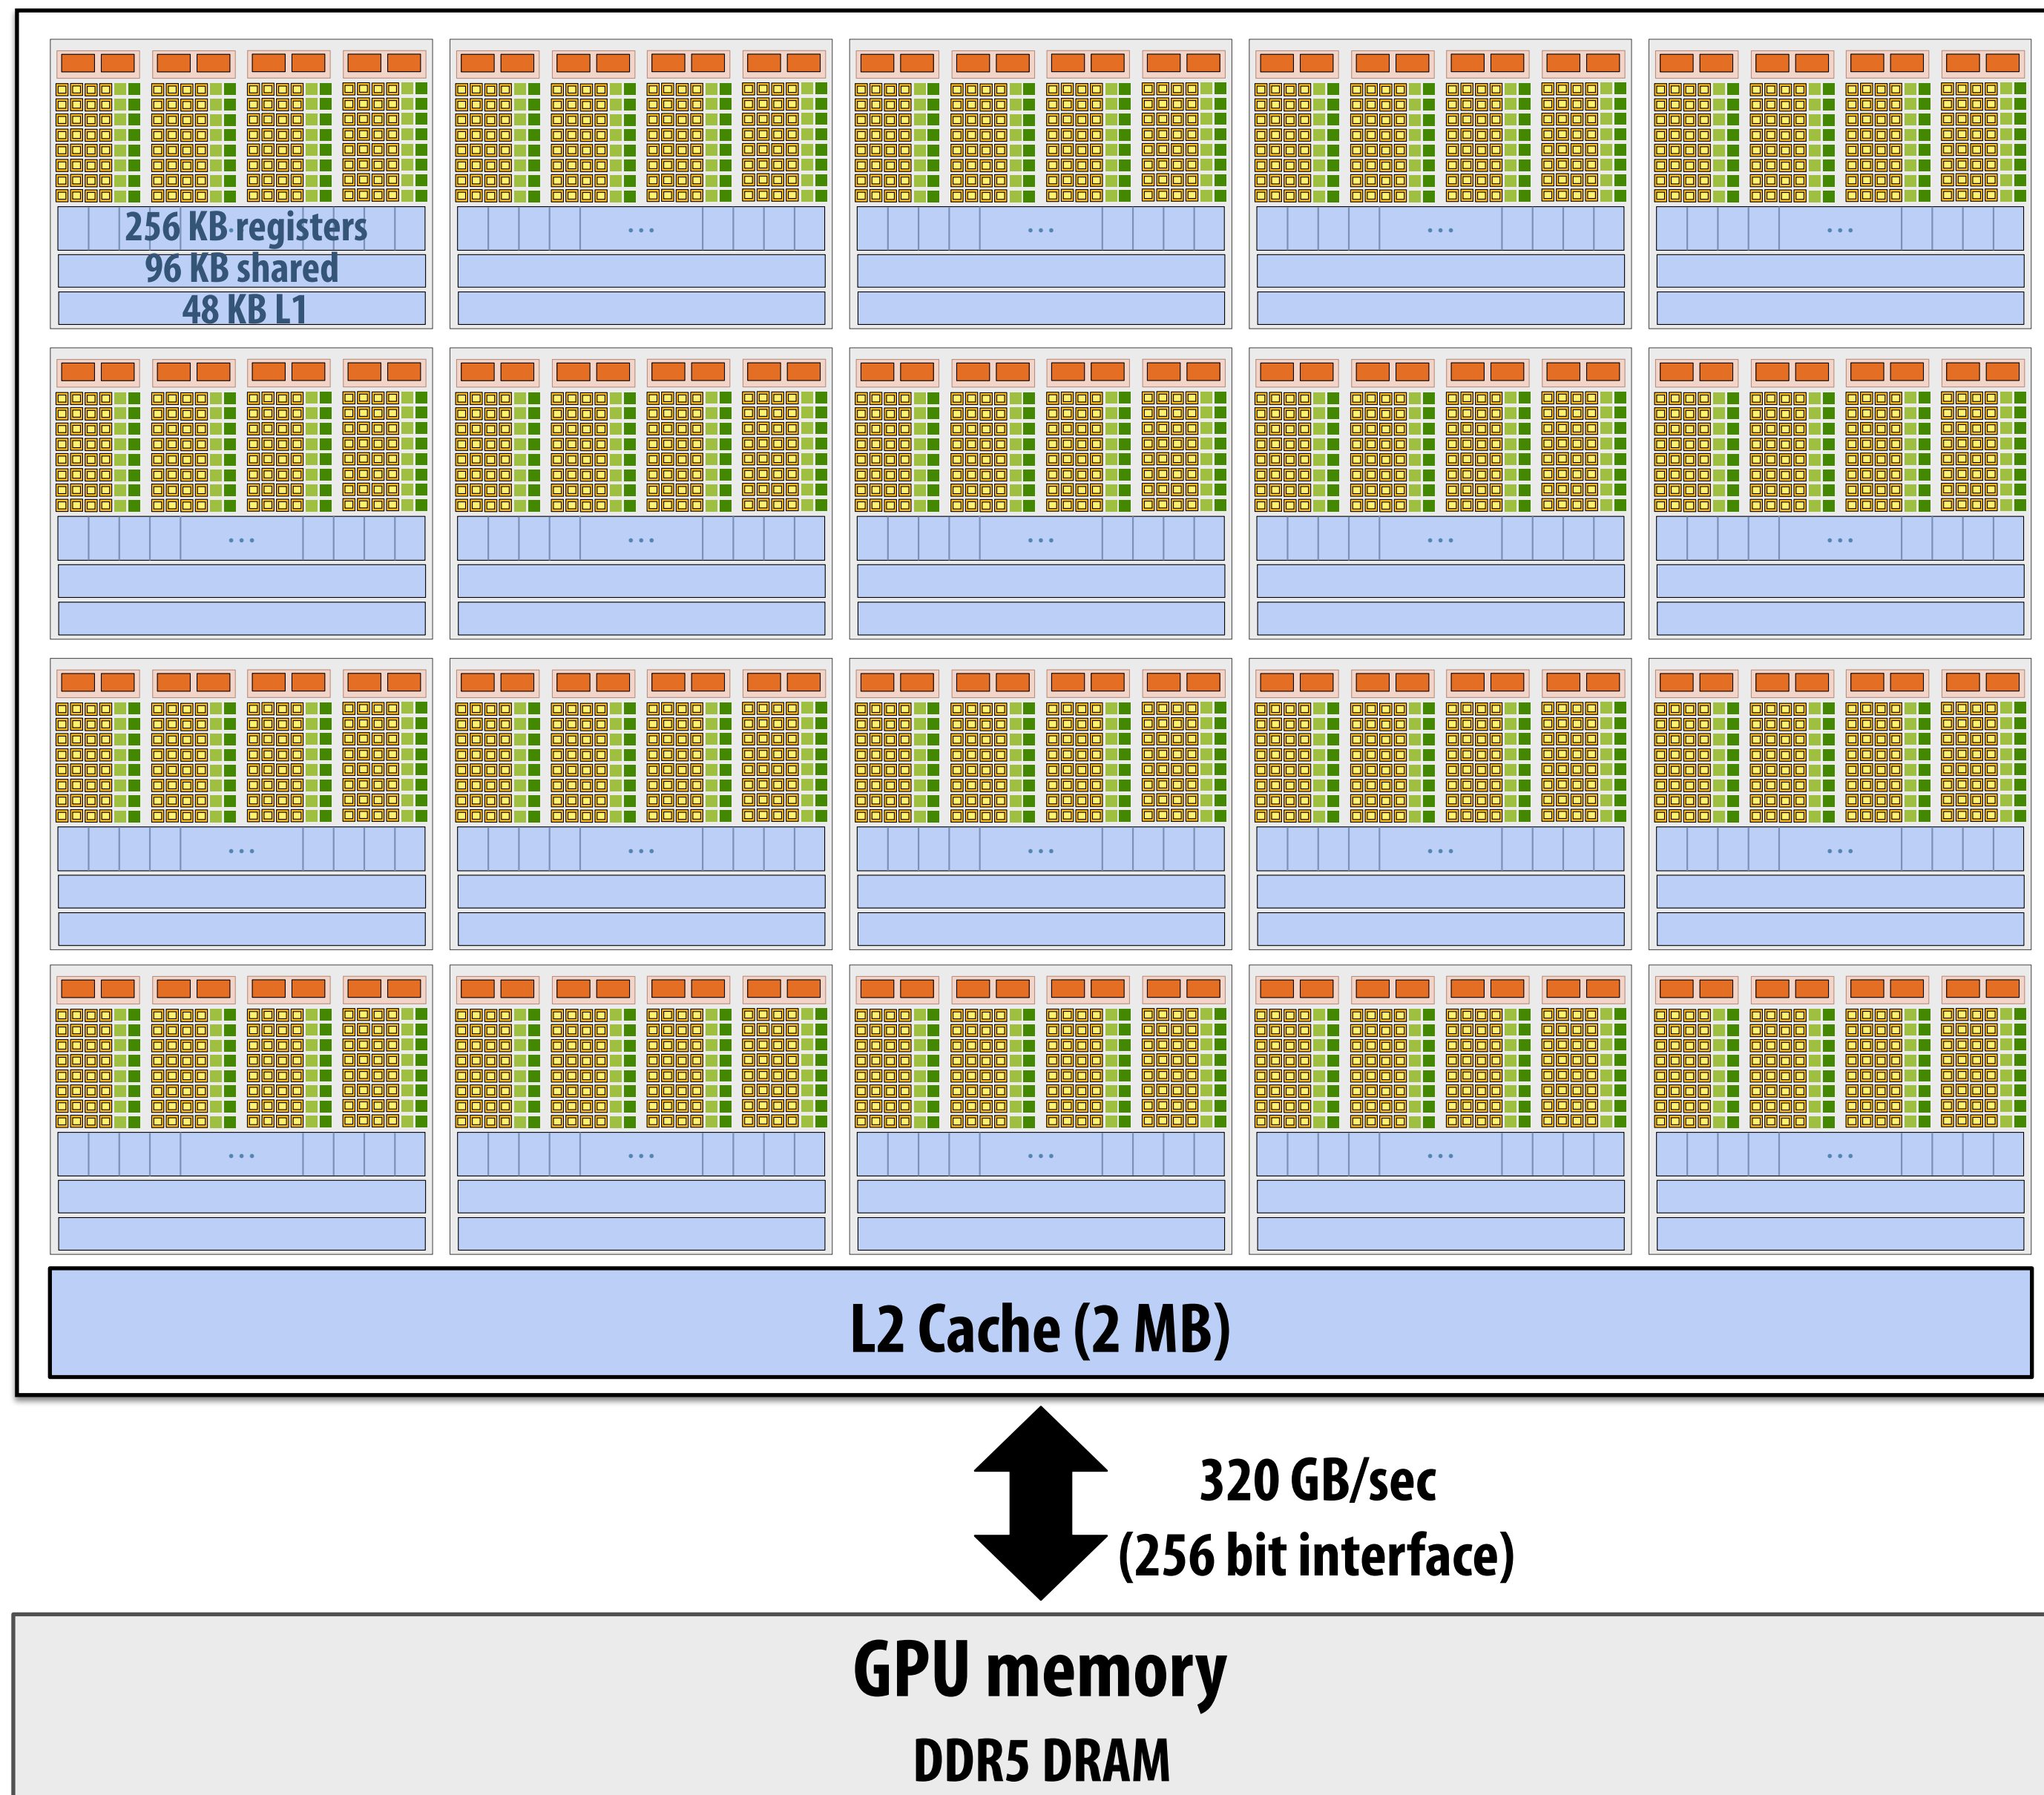 256 KB registers
96 KB shared
48 KB L1
L2 Cache (2 MB)
320 GB/sec
(256 bit interface)
GPU memory
DDR5 DRAM